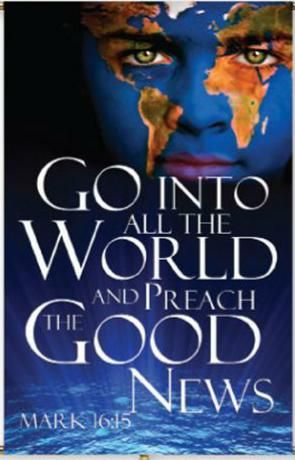 GO INTO
ALL THE
WORLD
AND PREACH
THE GOOD
NEWS
MARK 16:15